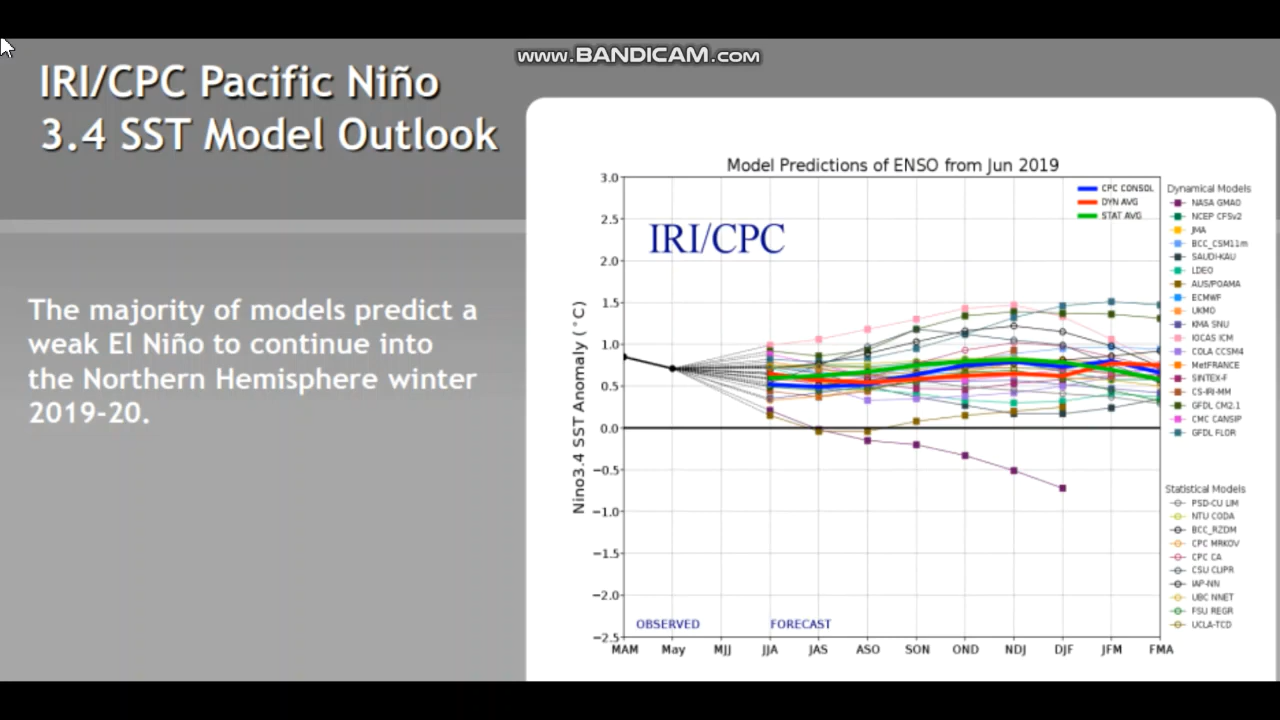 www.BANDICAM.com
IRI/CPC Pacific Niño
3.4 SST Model Outlook
The majority of models predict a
weak El Niño to continue into
the Northern Hemisphere winter
2019-20.
Model Predictions of ENSO from Jun 2019
IRI/CPC
Nino3.4 SST Anomaly (°C)
3.0
2.5
2.0
1.5
1.0
0.5
0.0
−0.5
−1.0
−1.5
−2.0
−2.5
OBSERVED
FORECAST
MAM May MJJ JJA JAS ASO SON OND NDJ DJF JFM FMA
CPC CONSOL
DYN AVG
STAT AVG
Dynamical Models
NASA GMAO
NCEP CFSv2
JMA
BCC_CSM11m
SAUDI-KAU
LDEO
AUS/POAMA
ECMWF
UKMO
KMA SNU
IOCAS ICM
COLA CCSM4
MetFRANCE
SINTEX-F
CS-IRI-MM
GFDL CM2.1
CMC CANSIP
GFDL FLOR
Statistical Models
PSD-CU LIM
NTU CODA
BCC_RZDM
CPC MRKOV
CPC CA
CSU CLIPR
IAP-NN
UBC NNET
FSU REGR
UCLA-TCD